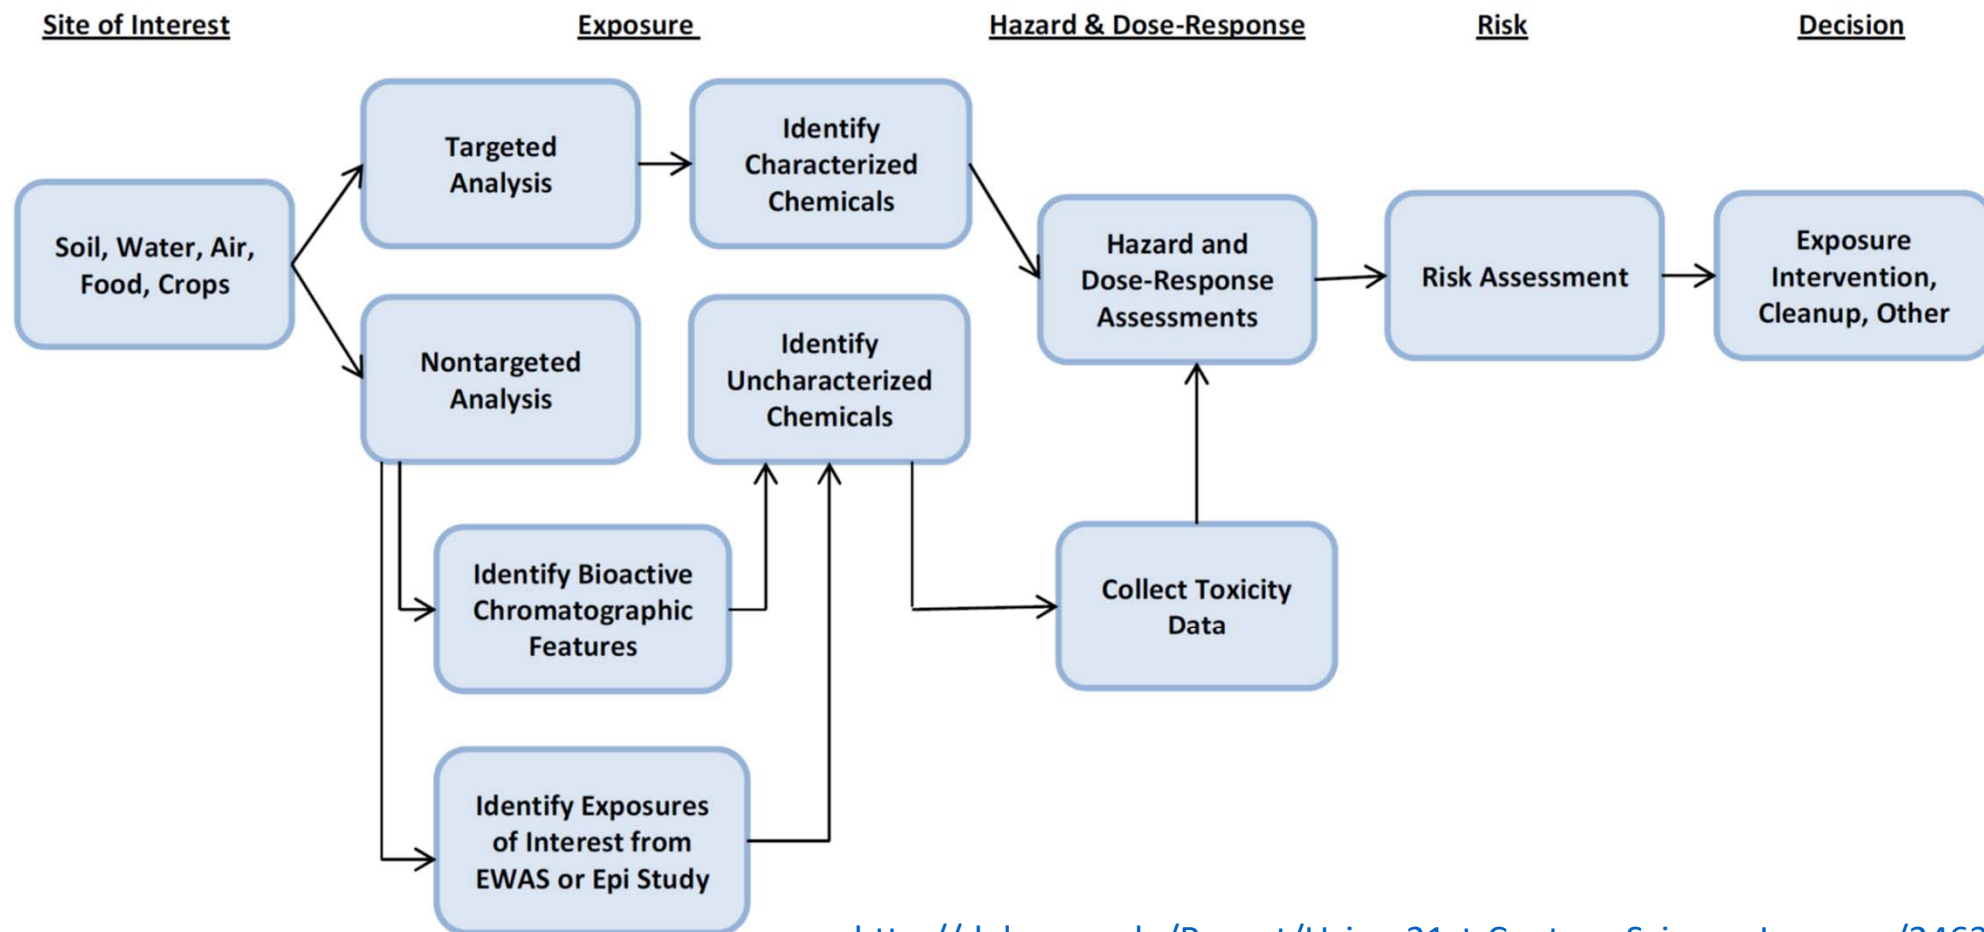 Site of Interest
Exposure
Hazard & Dose-Response
Risk
Decision
Soil, Water, Air,
Food, Crops
Targeted
Analysis
Identify
Characterized
Chemicals
Nontargeted
Analysis
Identify
Uncharacterized
Chemicals
Identify Bioactive
Chromatographic
Features
Identify Exposures
of Interest from
EWAS or Epi Study
Hazard and
Dose-Response
Assessments
Collect Toxicity
Data
Risk Assessment
Exposure
Intervention,
Cleanup, Other